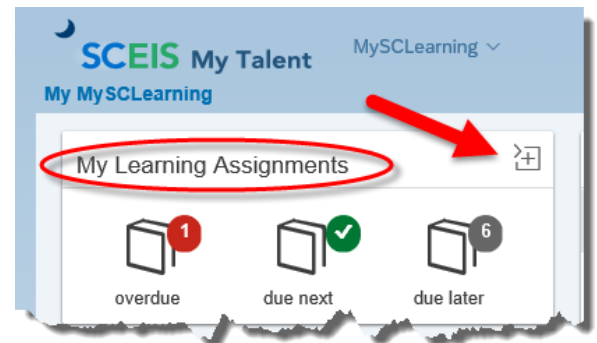 SCEIS My Talent
MySCLearning
My MySCLearning
My Learning Assignments
1
6
overdue
due next
due later